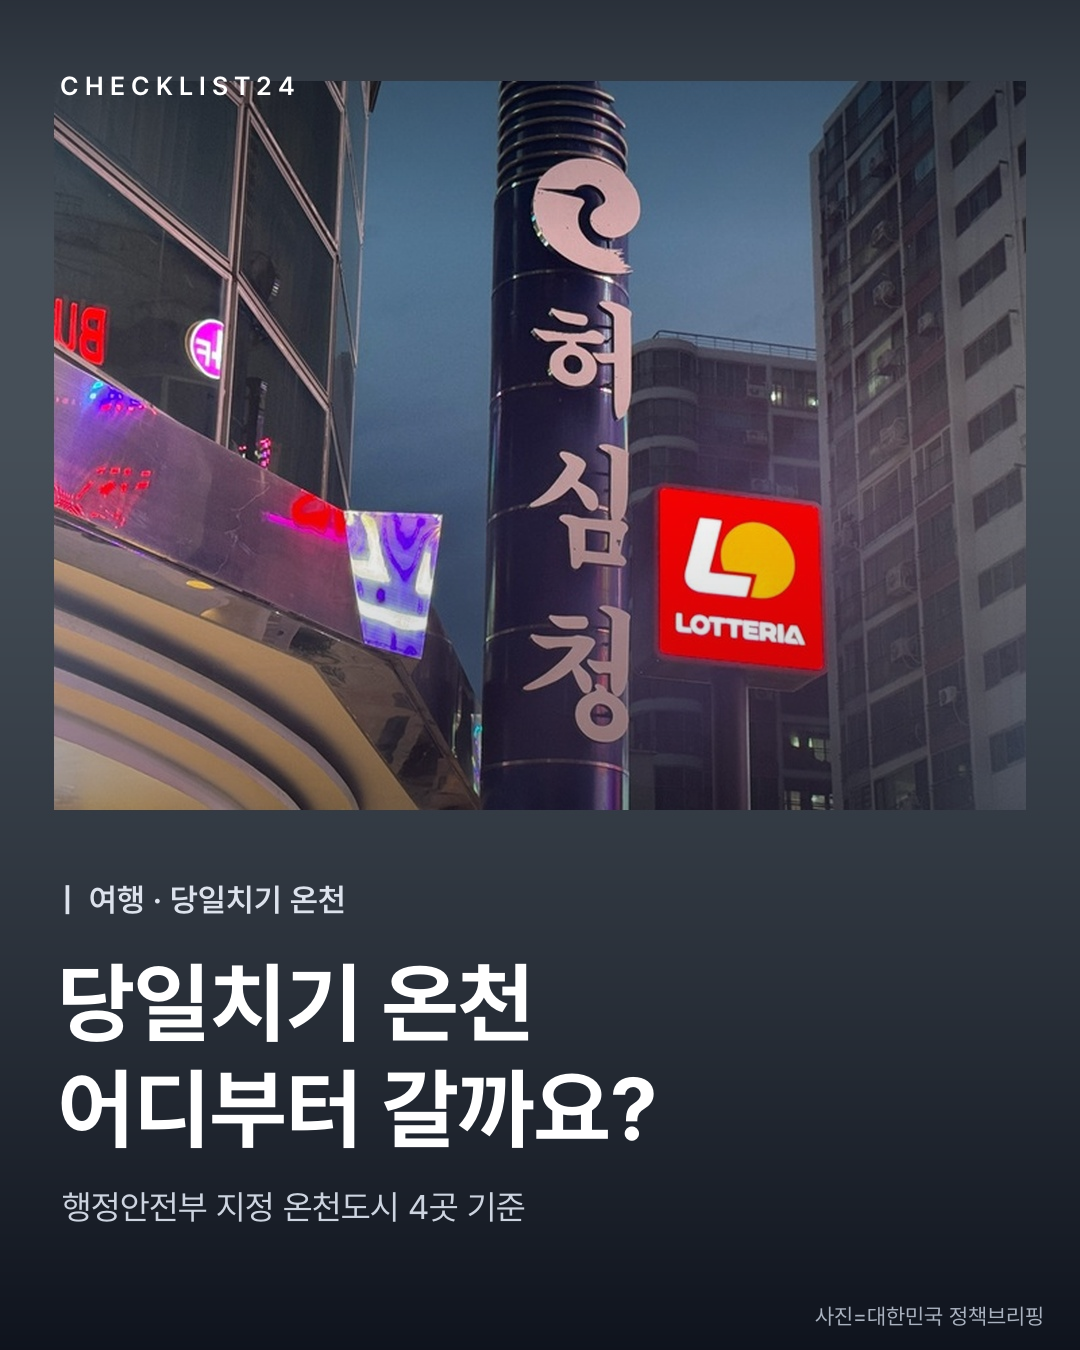 CHECKLIST24
BU
허
심
청
LOTTERIA
| 여행 · 당일치기 온천
당일치기 온천
어디부터 갈까요?
행정안전부 지정 온천도시 4곳 기준
사진=대한민국 정책브리핑